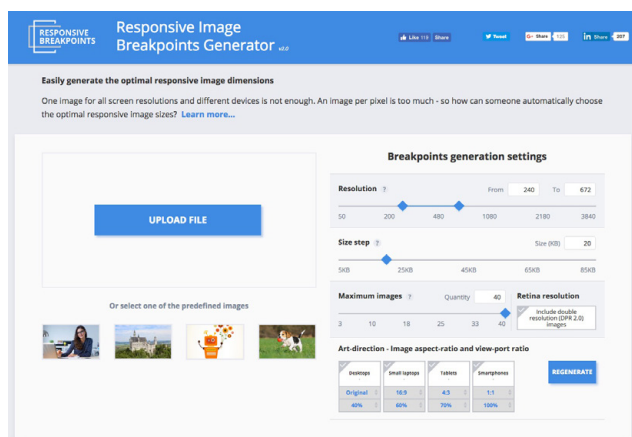 RESPONSIVE
BREAKPOINTS
Responsive Image
Breakpoints Generator v2.0
Like 119 Share
Tweet
G+ Share 125
in Share 207
Easily generate the optimal responsive image dimensions
One image for all screen resolutions and different devices is not enough. An image per pixel is too much - so how can someone automatically choose
the optimal responsive image sizes? Learn more...
UPLOAD FILE
Or select one of the predefined images
Breakpoints generation settings
Resolution ? From 240 To 672
50 200 480 1080 2180 3840
Size step ? Size (KB) 20
5KB 25KB 45KB 65KB 85KB
Maximum images ? Quantity 40
3 10 18 25 33 40
Retina resolution
Include double
resolution (DPR 2.0)
images
Art-direction - Image aspect-ratio and view-port ratio
Desktops Small laptops Tablets Smartphones
Original 16:9 4:3 1:1
40% 60% 70% 100%
REGENERATE